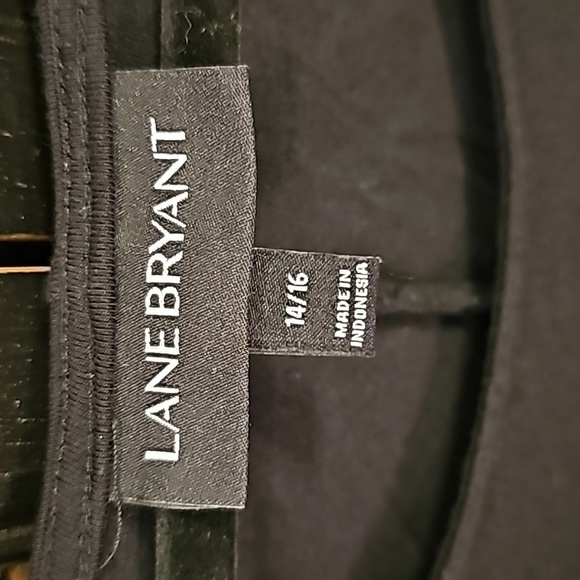 LANE BRYANT
14/16
MADE IN
INDONESIA